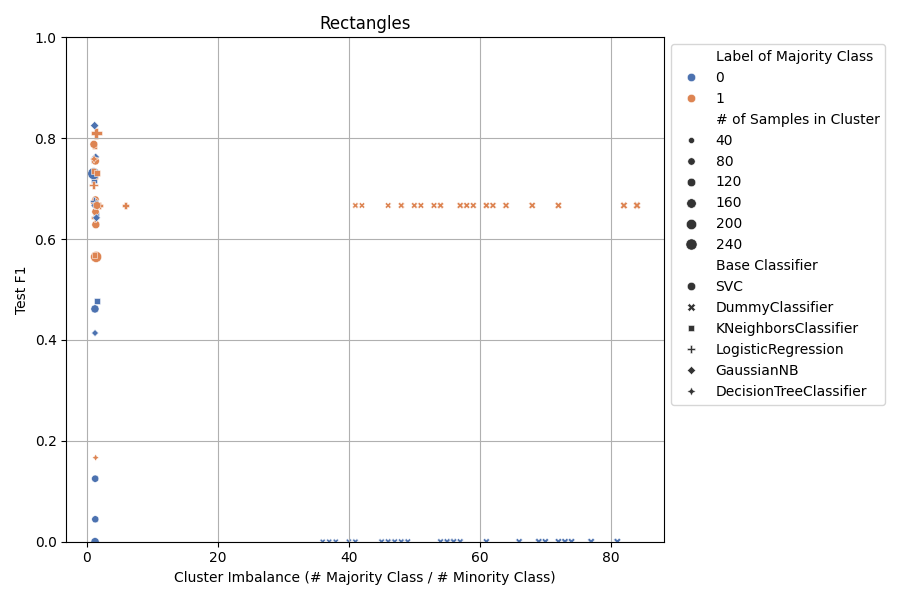 Rectangles
1.0
0.8
0.6
0.4
0.2
0.0
Test F1
0
20
40
60
80
Cluster Imbalance (# Majority Class / # Minority Class)
Label of Majority Class
0
1
# of Samples in Cluster
40
80
120
160
200
240
Base Classifier
SVC
DummyClassifier
KNeighborsClassifier
LogisticRegression
GaussianNB
DecisionTreeClassifier